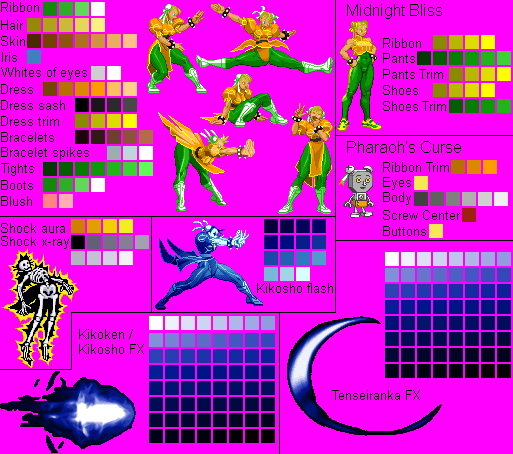 Ribbon
Hair
Skin
Iris
Whites of eyes
Dress
Dress sash
Dress trim
Bracelets
Bracelet spikes
Tights
Boots
Blush
Midnight Bliss
Ribbon
Pants
Pants Trim
Shoes
Shoes Trim
Pharaoh's Curse
Ribbon Trim
Eyes
Body
Screw Center
Buttons
Shock aura
Shock x-ray
Kikosho flash
Kikoken /
Kikosho FX
Tenseiranka FX